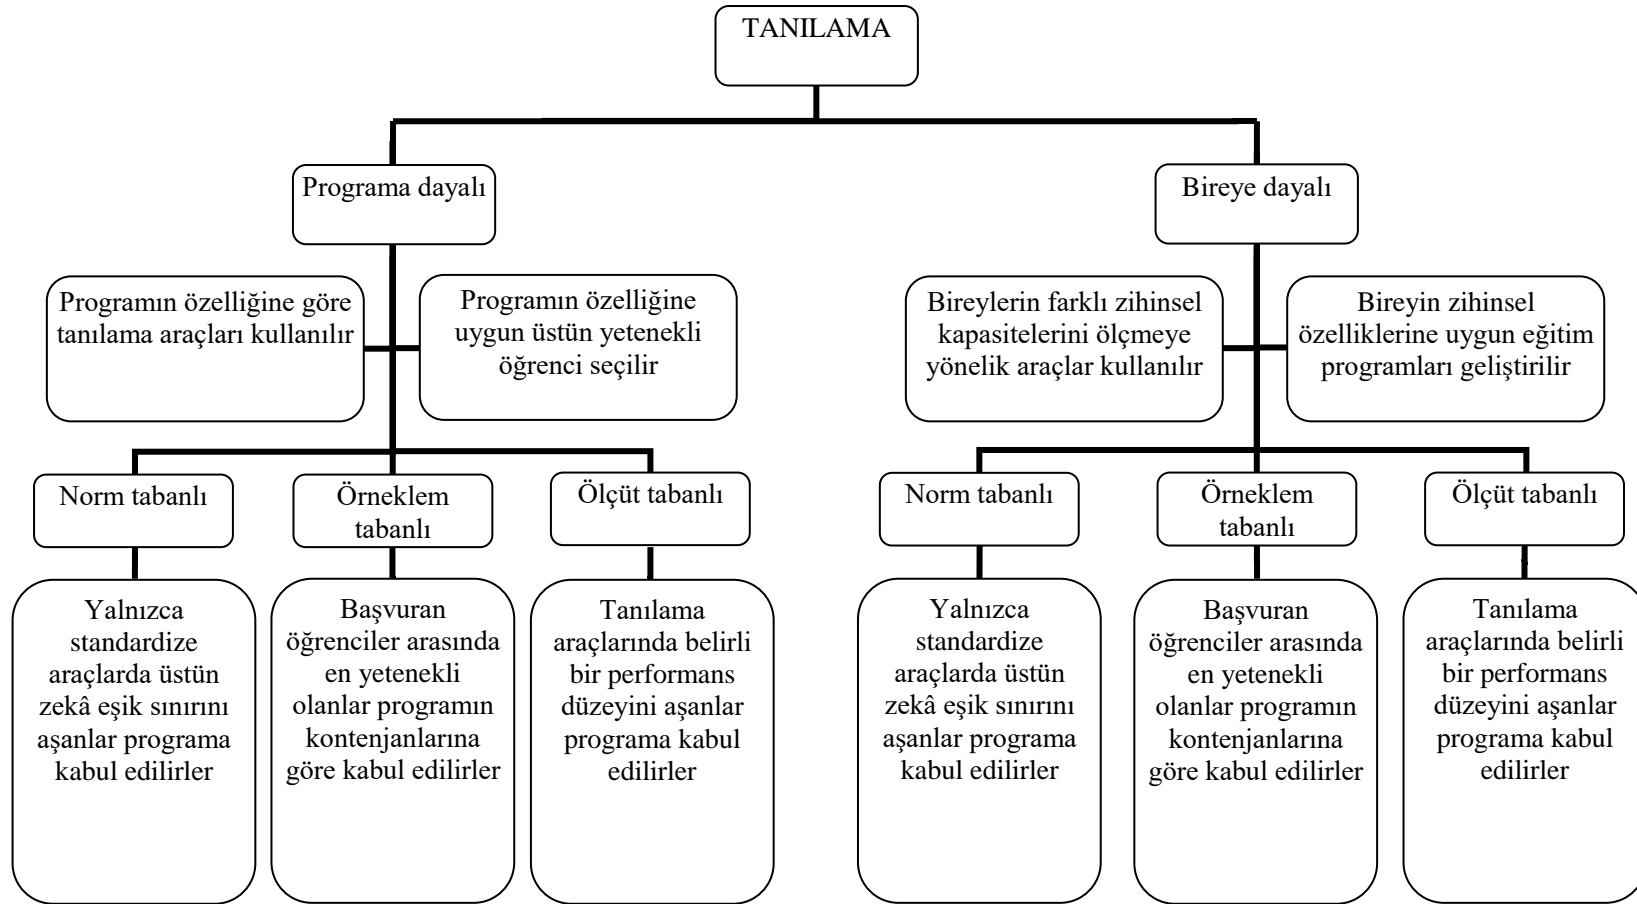 TANILAMA
Programa dayalı
Bireye dayalı
Programın özelliğine göre
tanılama araçları kullanılır
Programın özelliğine
uygun üstün yetenekli
öğrenci seçilir
Bireylerin farklı zihinsel
kapasitelerini ölçmeye
yönelik araçlar kullanılır
Bireyin zihinsel
özelliklerine uygun eğitim
programları geliştirilir
Norm tabanlı
Örneklem
tabanlı
Ölçüt tabanlı
Norm tabanlı
Örneklem
tabanlı
Ölçüt tabanlı
Yalnızca
standardize
araçlarda üstün
zekâ eşik sınırını
aşanlar programa
kabul edilirler
Başvuran
öğrenciler arasında
en yetenekli
olanlar programın
kontenjanlarına
göre kabul edilirler
Tanılama
araçlarında belirli
bir performans
düzeyini aşanlar
programa kabul
edilirler
Yalnızca
standardize
araçlarda üstün
zekâ eşik sınırını
aşanlar programa
kabul edilirler
Başvuran
öğrenciler arasında
en yetenekli
olanlar programın
kontenjanlarına
göre kabul edilirler
Tanılama
araçlarında belirli
bir performans
düzeyini aşanlar
programa kabul
edilirler